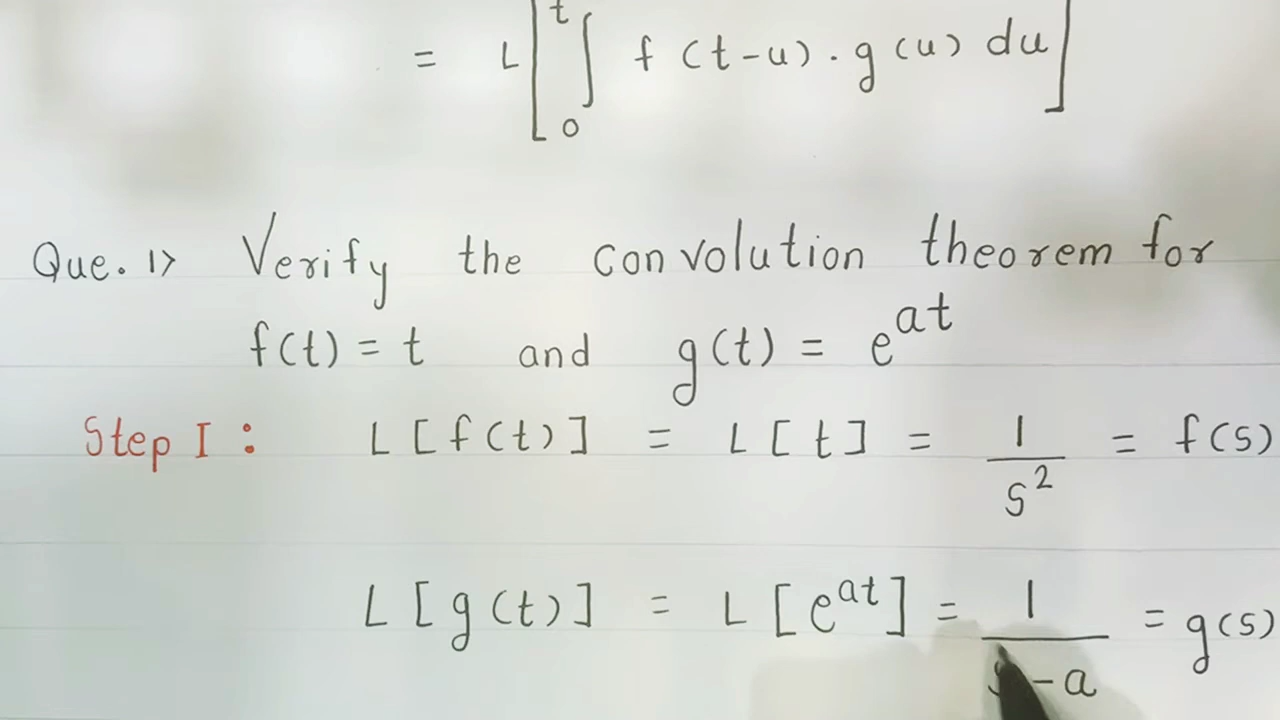 = L[∫₀ᵗ f(t-u).g(u) du]
Que. 1> Verify the convolution theorem for
f(t) = t and g(t) = e^at
Step I : L[f(t)] = L[t] = 1/s² = f(s)
L[g(t)] = L[e^at] = 1/s-a = g(s)